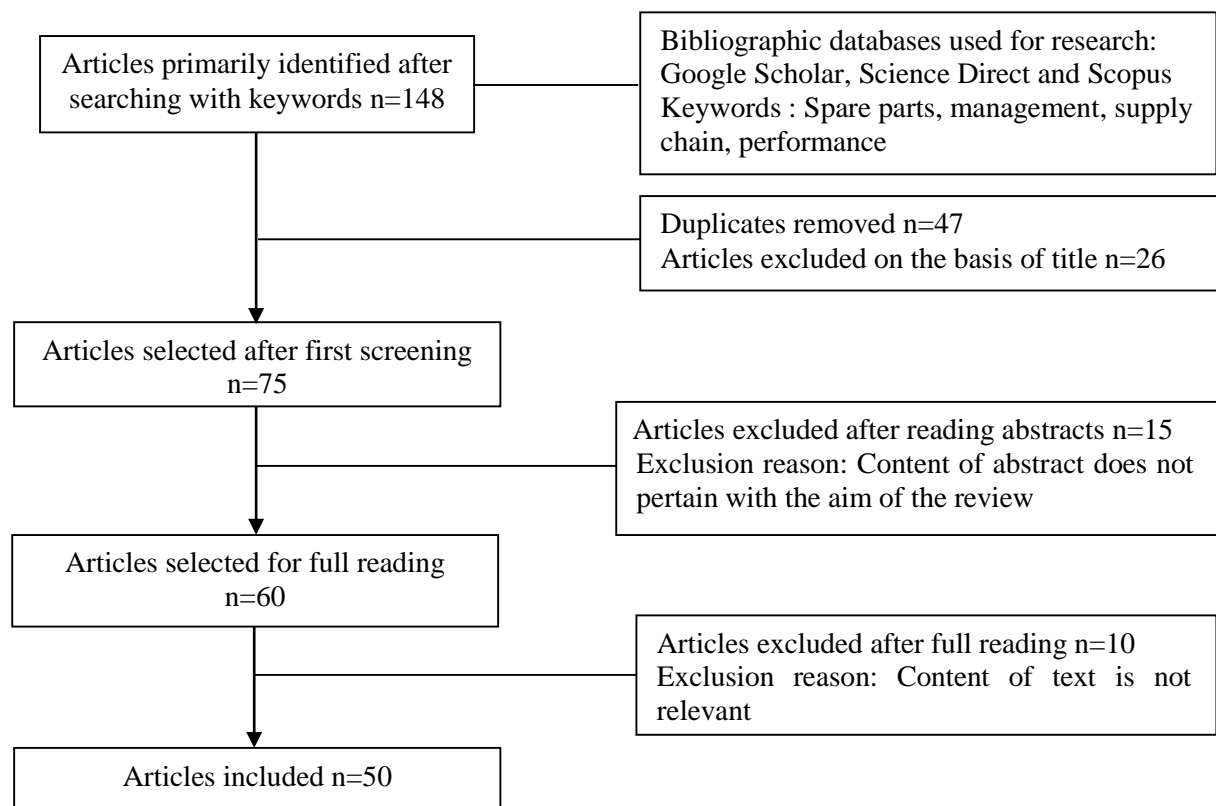 Articles primarily identified after
searching with keywords n=148
Bibliographic databases used for research:
Google Scholar, Science Direct and Scopus
Keywords : Spare parts, management, supply
chain, performance
Duplicates removed n=47
Articles excluded on the basis of title n=26
Articles selected after first screening
n=75
Articles excluded after reading abstracts n=15
Exclusion reason: Content of abstract does not
pertain with the aim of the review
Articles selected for full reading
n=60
Articles excluded after full reading n=10
Exclusion reason: Content of text is not
relevant
Articles included n=50